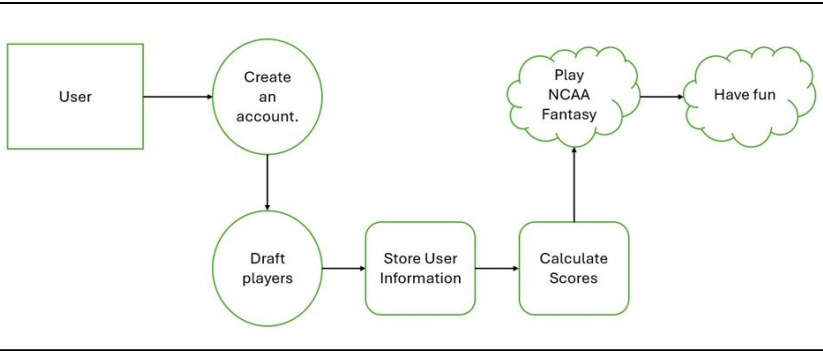 User
Create
an
account.
Draft
players
Store User
Information
Calculate
Scores
Play
NCAA
Fantasy
Have fun